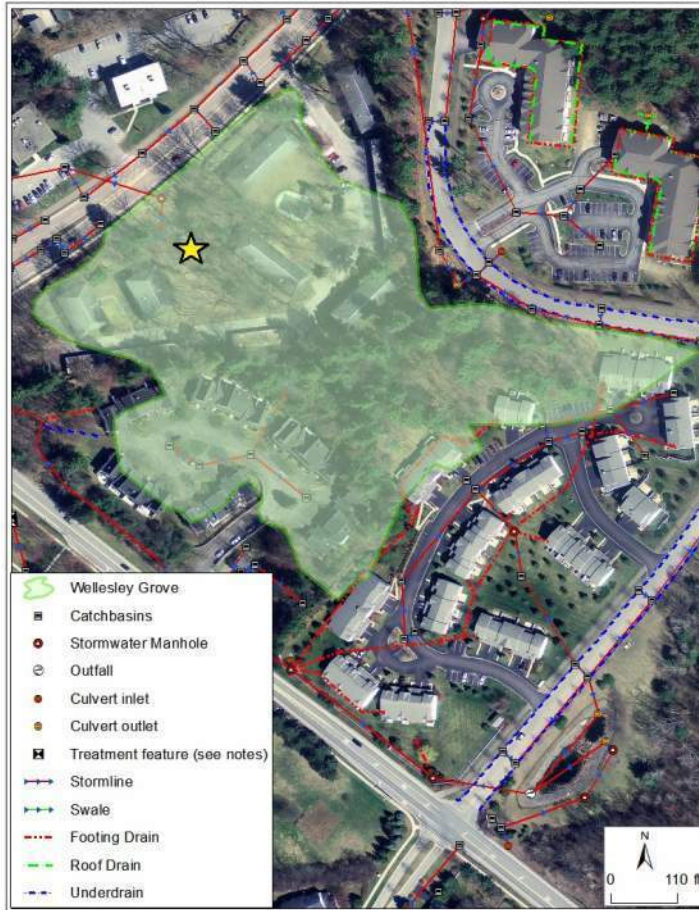 Wellesley Grove
Catchbasins
Stormwater Manhole
Outfall
Culvert inlet
Culvert outlet
Treatment feature (see notes)
Stormline
Swale
Footing Drain
Roof Drain
Underdrain
N
0 110 ft